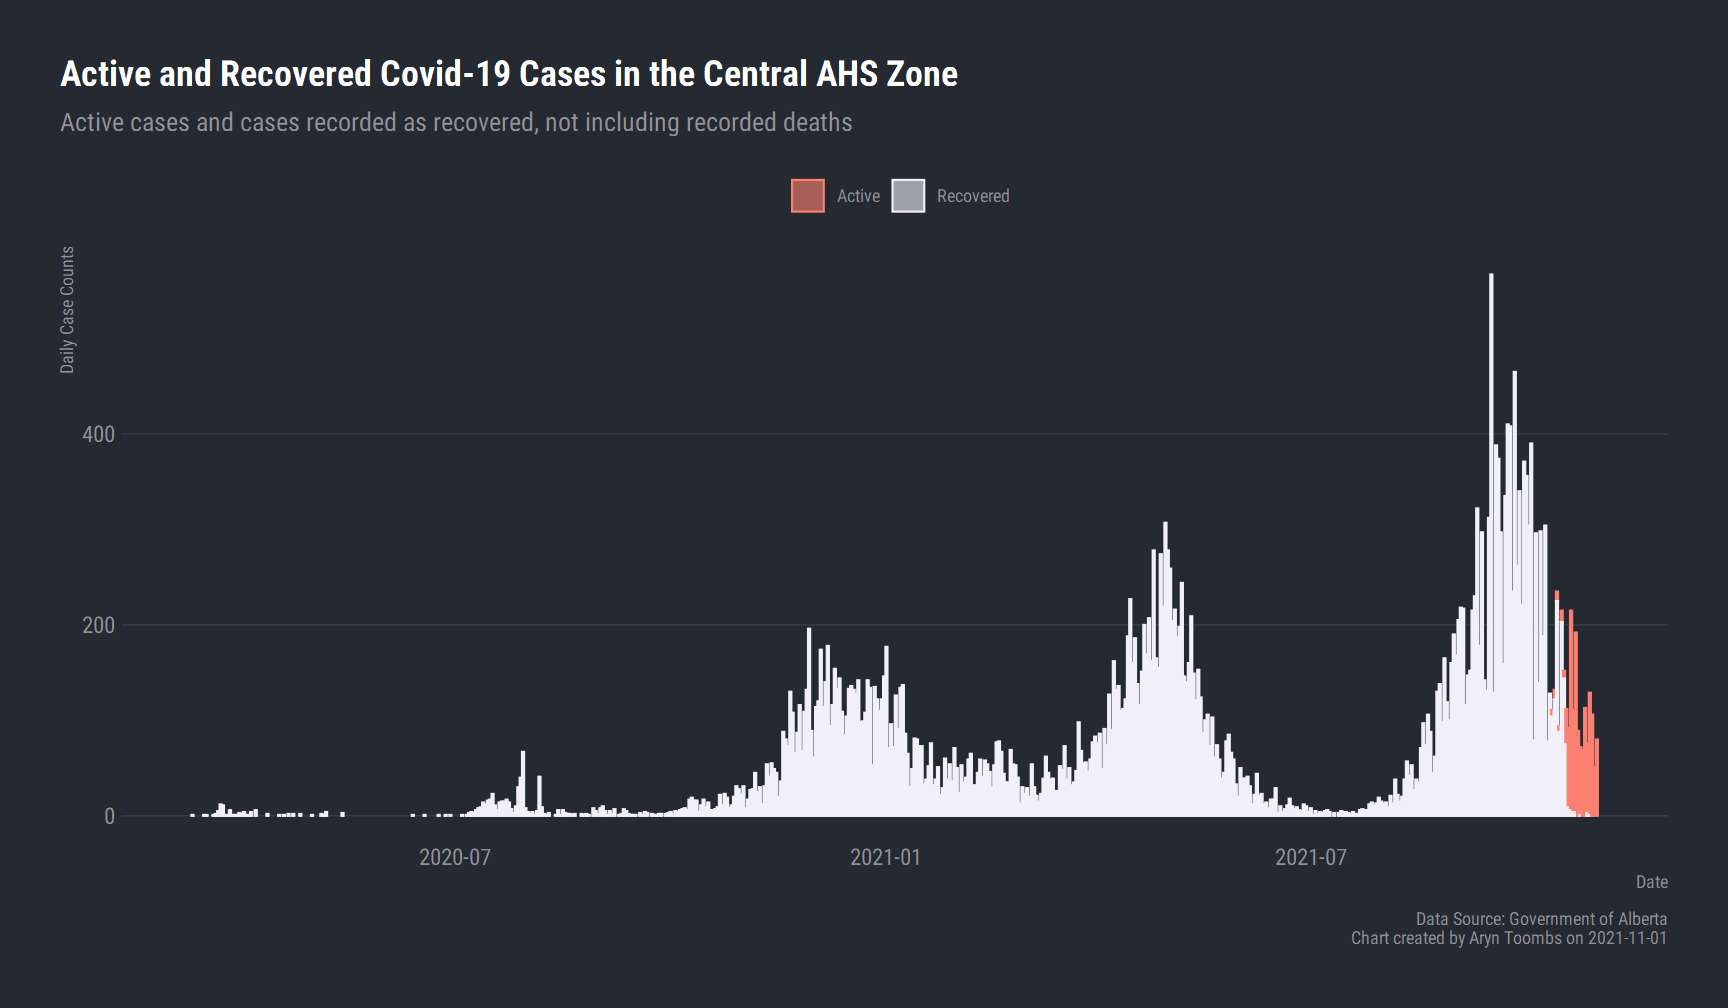 Active and Recovered Covid-19 Cases in the Central AHS Zone
Active cases and cases recorded as recovered, not including recorded deaths
Active
Recovered
Daily Case Counts
400
200
0
2020-07
2021-01
2021-07
Date
Data Source: Government of Alberta
Chart created by Aryn Toombs on 2021-11-01